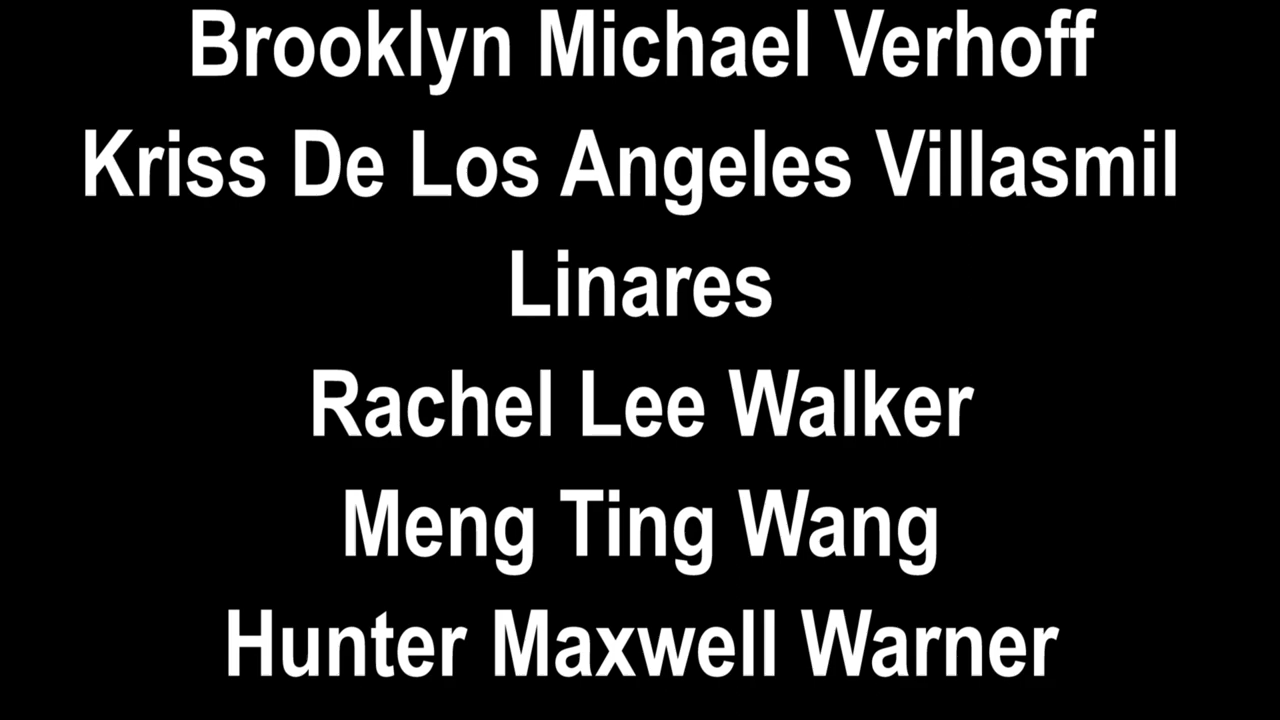 Brooklyn Michael Verhoff
Kriss De Los Angeles Villasmil
Linares
Rachel Lee Walker
Meng Ting Wang
Hunter Maxwell Warner